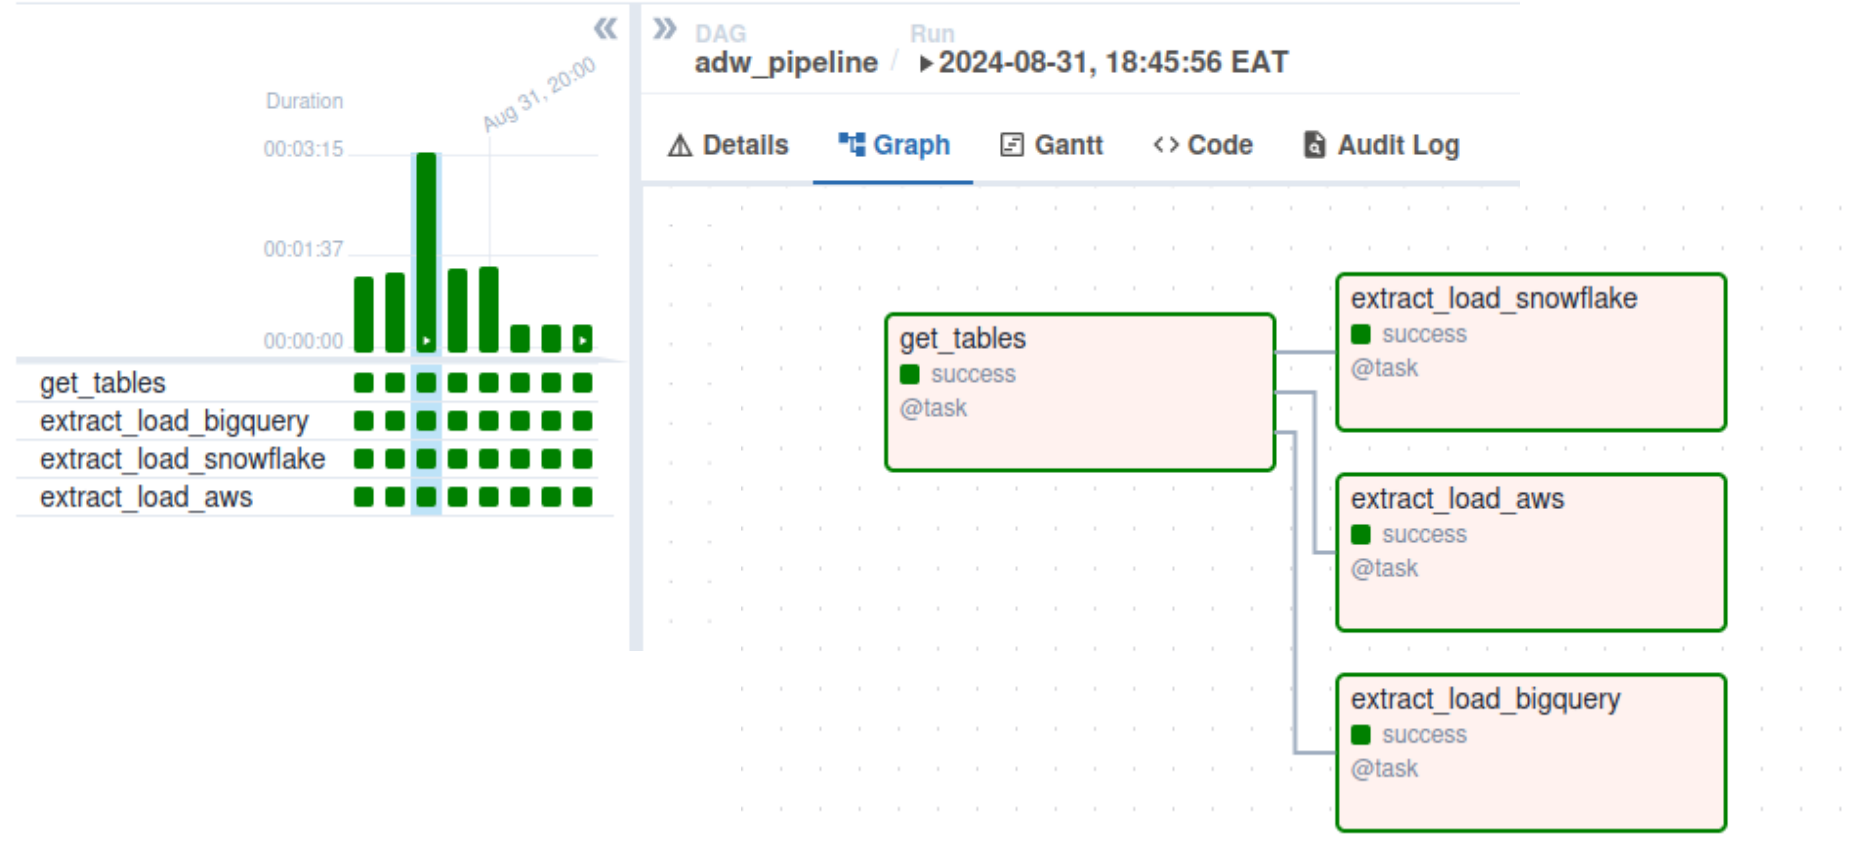 Duration
Aug 31, 20:00
00:03:15
00:01:37
00:00:00
get_tables
extract_load_bigquery
extract_load_snowflake
extract_load_aws
DAG
adw_pipeline
/
Run
2024-08-31, 18:45:56 EAT
Details
Graph
Gantt
Code
Audit Log
get_tables
success
@task
extract_load_snowflake
success
@task
extract_load_aws
success
@task
extract_load_bigquery
success
@task